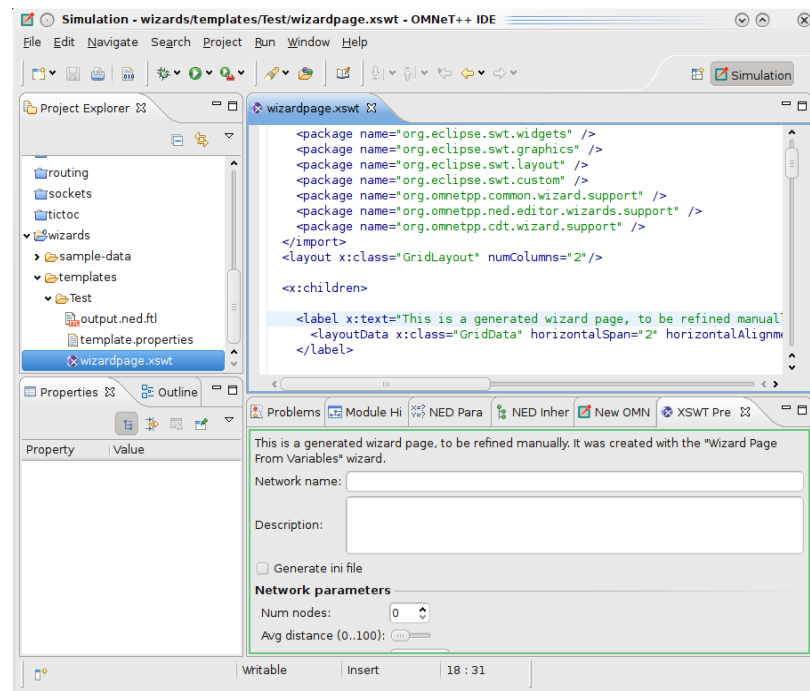 Simulation - wizards/templates/Test/wizardpage.xswt - OMNeT++ IDE
File Edit Navigate Search Project Run Window Help
Simulation
Project Explorer
routing
sockets
tictoc
wizards
sample-data
templates
Test
output.ned.ftl
template.properties
wizardpage.xswt
wizardpage.xswt
<package name="org.eclipse.swt.widgets" />
<package name="org.eclipse.swt.graphics" />
<package name="org.eclipse.swt.layout" />
<package name="org.eclipse.swt.custom" />
<package name="org.omnetpp.common.wizard.support" />
<package name="org.omnetpp.ned.editor.wizards.support" />
<package name="org.omnetpp.cdt.wizard.support" />
</import>
<layout x:class="GridLayout" numColumns="2"/>
<x:children>
<label x:text="This is a generated wizard page, to be refined manual
<layoutData x:class="GridData" horizontalSpan="2" horizontalAlignme
</label>
Properties Outline
Property Value
Problems Module Hi NED Para NED Inher New OMN XSWT Pre
This is a generated wizard page, to be refined manually. It was created with the "Wizard Page
From Variables" wizard.
Network name:
Description:
Generate ini file
Network parameters
Num nodes: 0
Avg distance (0..100):
Writable Insert 18 : 31